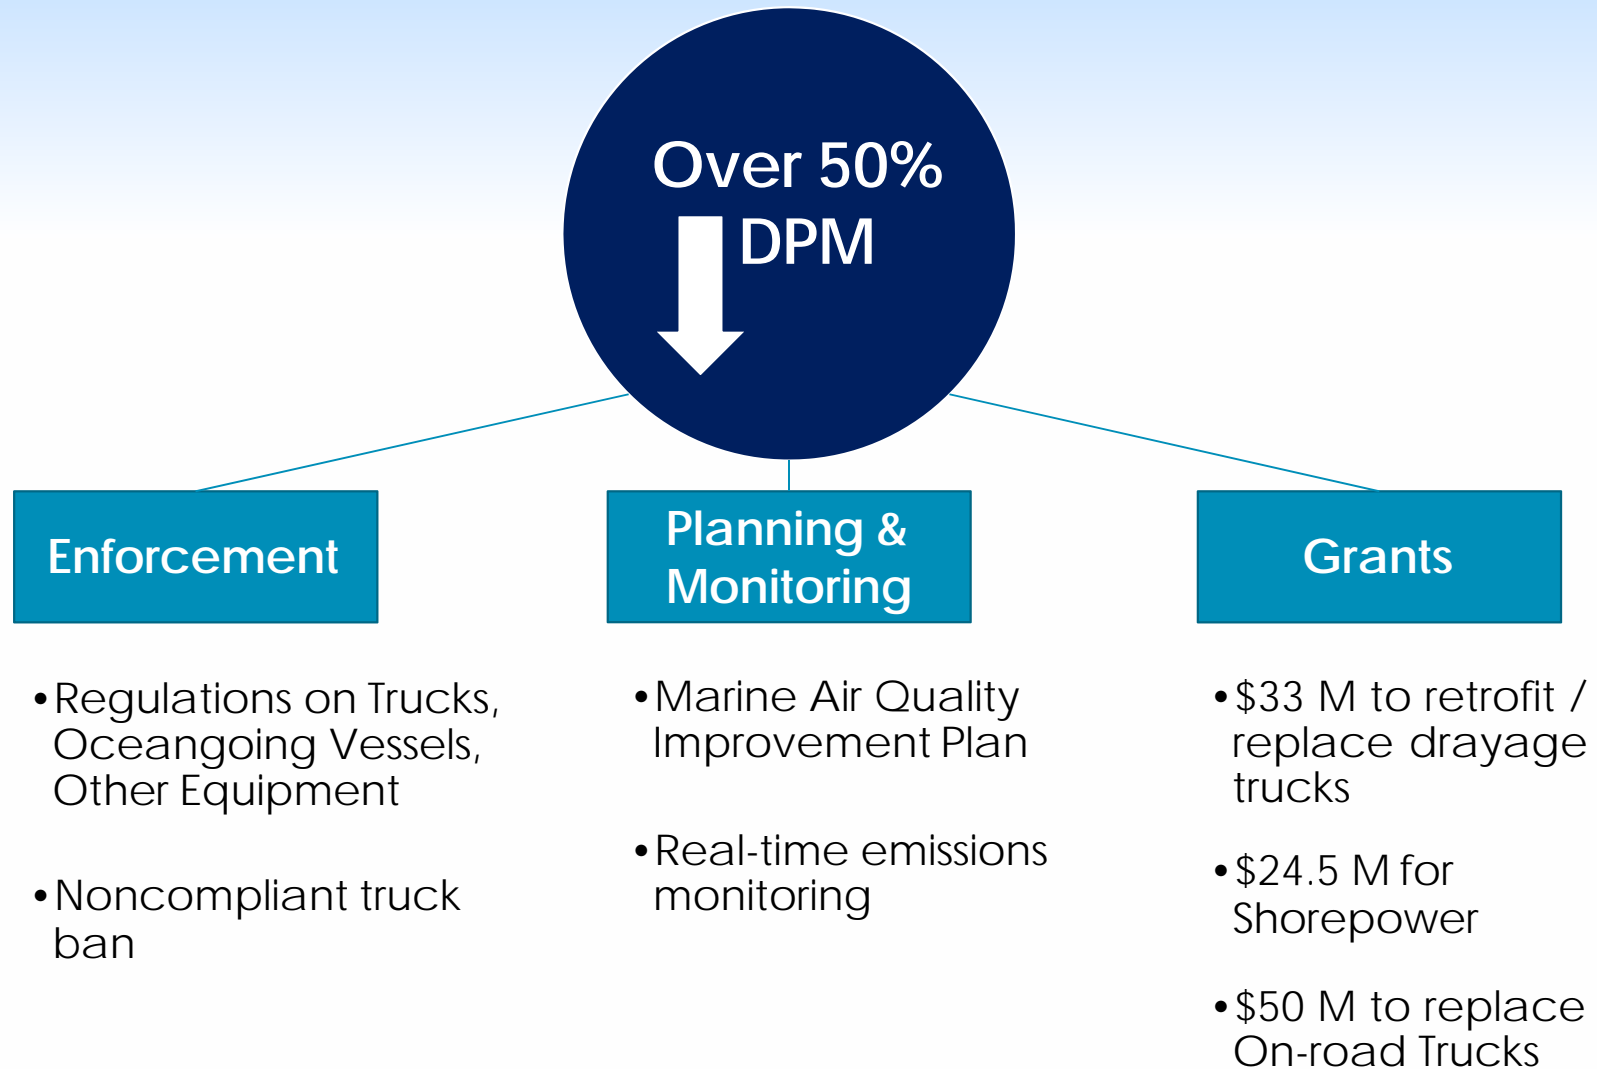 Over 50%
DPM
Enforcement
•Regulations on Trucks,
Oceangoing Vessels,
Other Equipment
•Noncompliant truck
ban
Planning &
Monitoring
•Marine Air Quality
Improvement Plan
•Real-time emissions
monitoring
Grants
•$33 M to retrofit /
replace drayage
trucks
•$24.5 M for
Shorepower
•$50 M to replace
On-road Trucks